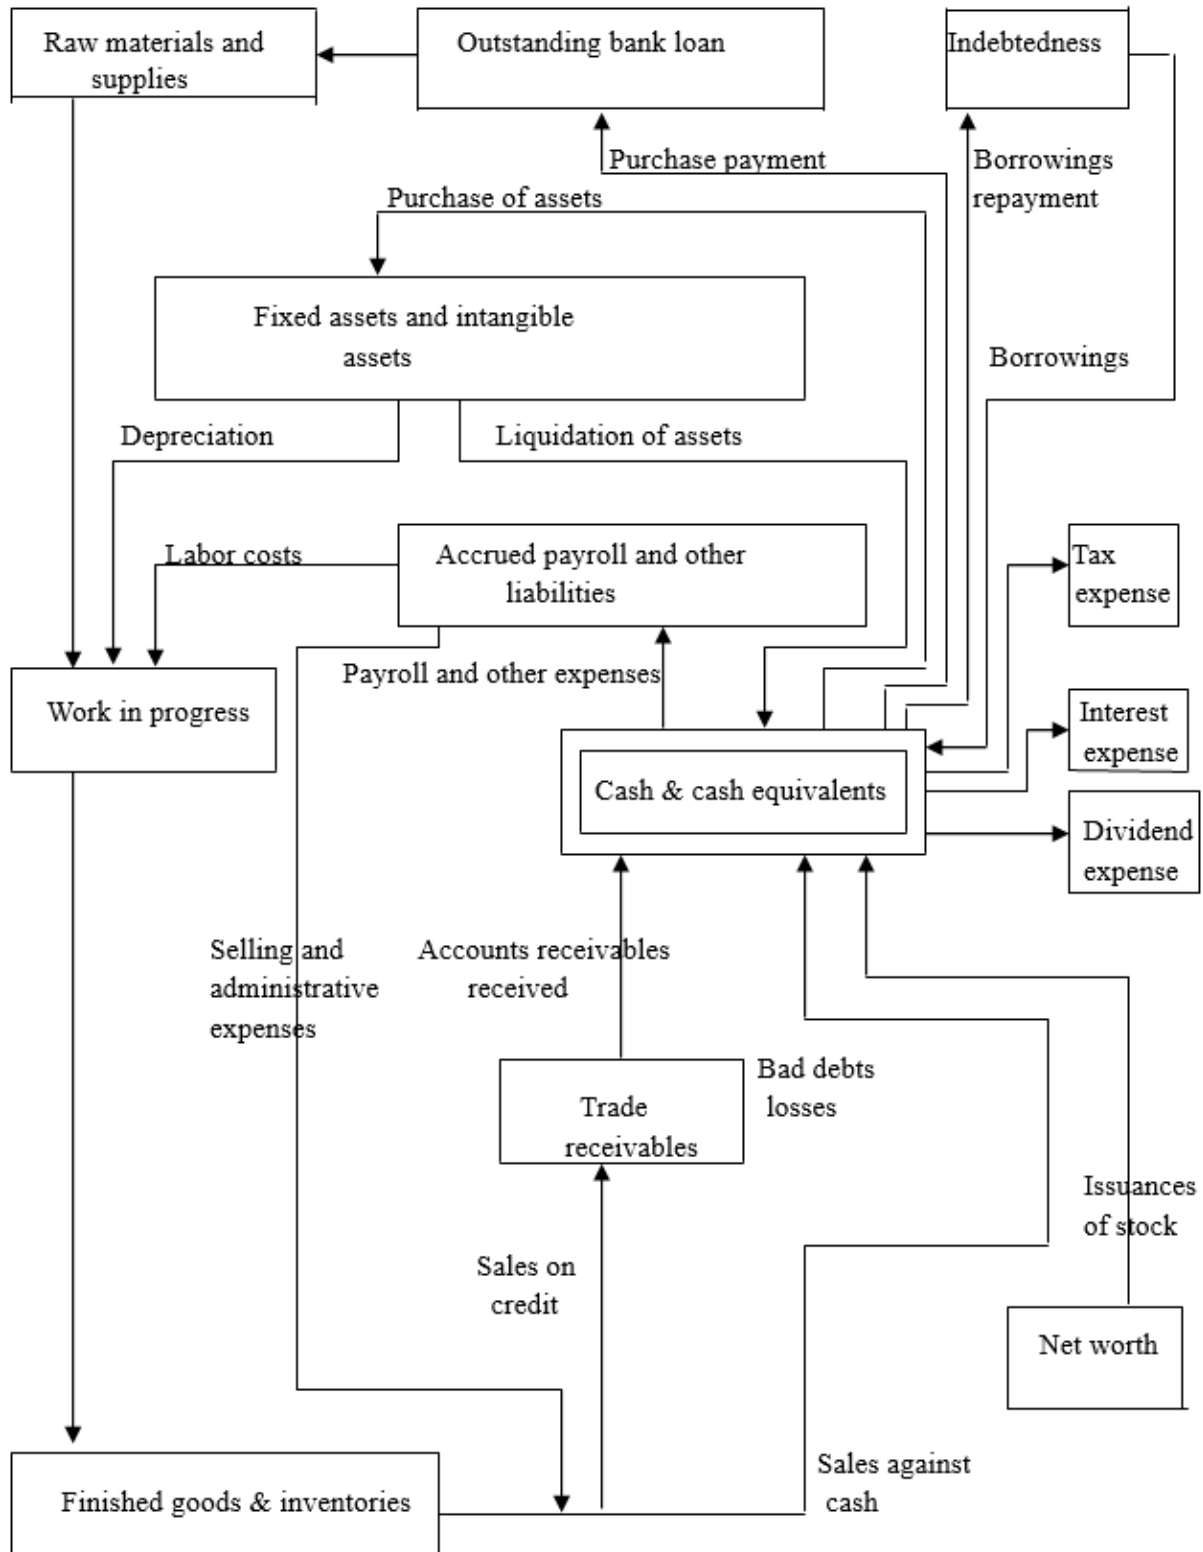 Raw materials and
supplies
Outstanding bank loan
Indebtedness
Purchase payment
Borrowings
repayment
Purchase of assets
Fixed assets and intangible
assets
Borrowings
Depreciation
Liquidation of assets
Labor costs
Accrued payroll and other
liabilities
Tax
expense
Payroll and other expenses
Work in progress
Interest
expense
Cash & cash equivalents
Dividend
expense
Selling and
administrative
expenses
Accounts receivables
received
Bad debts
losses
Trade
receivables
Issuances
of stock
Sales on
credit
Net worth
Sales against
cash
Finished goods & inventories